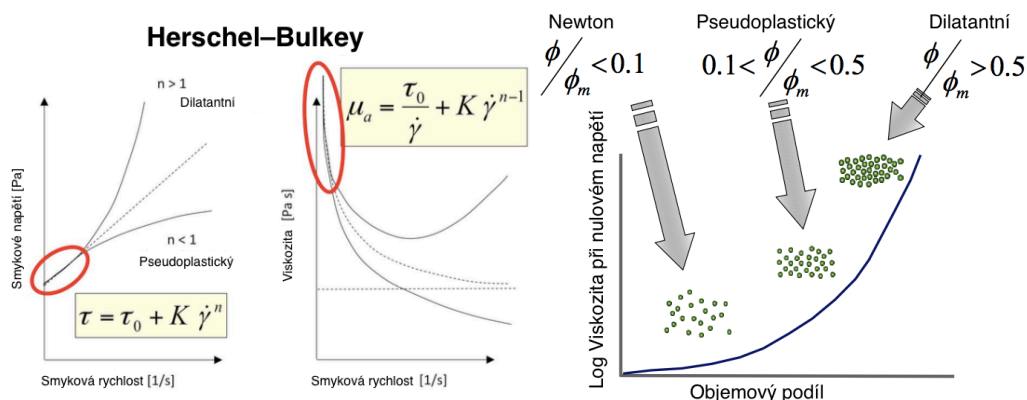 Herschel–Bulkey
n > 1
Dilatantní
n < 1
Pseudoplastický
τ = τ₀ + K γ̇ⁿ
Smykové napětí [Pa]
Smyková rychlost [1/s]
μₐ = τ₀/γ̇ + K γ̇ⁿ⁻¹
Viskozita [Pa s]
Smyková rychlost [1/s]
Newton
ϕ/ϕₘ <0.1
Pseudoplastický
0.1< ϕ/ϕₘ <0.5
Dilatantní
ϕ/ϕₘ >0.5
Log Viskozita při nulovém napětí
Objemový podíl